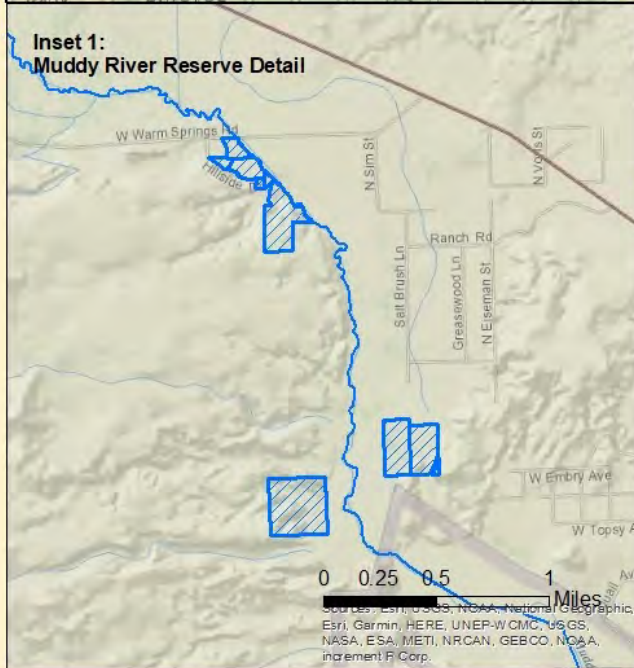 Inset 1:
Muddy River Reserve Detail
W Warm Springs Rd
Hillside
N Sim St
N Volis St
Ranch Rd
Salt Brush Ln
Greasewood Ln
N Eiseman St
W Embry Ave
W Topsy A
0 0.25 0.5 1
Miles
Sources: Esri, USGS, NOAA, National Geographic,
Esri, Garmin, HERE, UNEP-WCMC, USGS,
NASA, ESA, METI, NRCAN, GEBCO, NOAA,
increment P Corp.